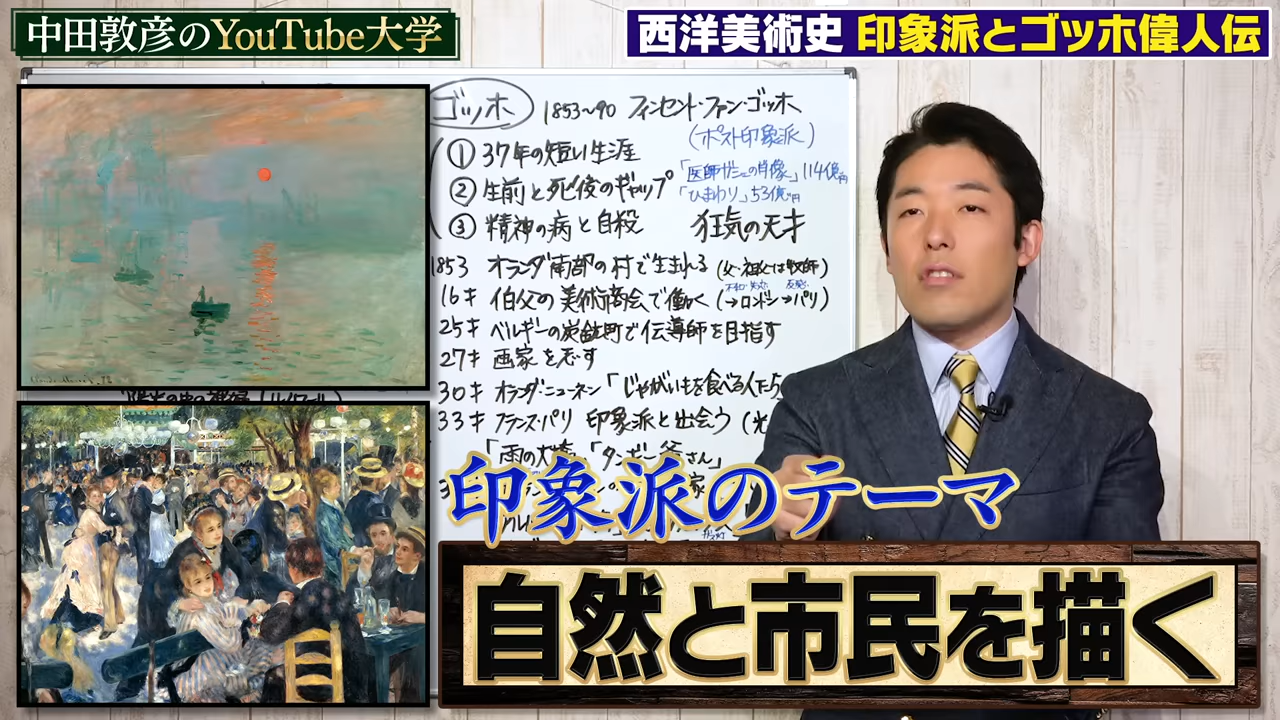 中田敦彦のYouTube大学
西洋美術史 印象派とゴッホ偉人伝
ゴッホ 1853〜90 フィンセント・ファン・ゴッホ
(ポスト印象派)
① 37年の短い生涯
「医師ガシェの肖像」114億円
② 生前と死後のギャップ
「ひまわり」53億円
③ 精神の病と自殺 狂気の天才
1853 オランダ南部の村で生まれる (父・祖父は牧師)
16才 伯父の美術商会で働く (→ロンドン→パリ)
25才 ベルギーの炭鉱町で伝導師を目指す
27才 画家を志す
30才 オランダ・ニューネン「じゃがいもを食べる人たち
33才 フランス・パリ 印象派と出会う (光
「雨の大橋」「タンギー爺さん」
印象派のテーマ
自然と市民を描く